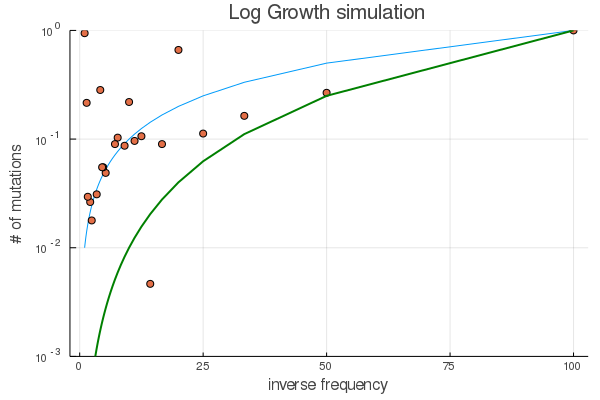 Log Growth simulation
# of mutations
10^0
10^-1
10^-2
10^-3
0 25 50 75 100
inverse frequency